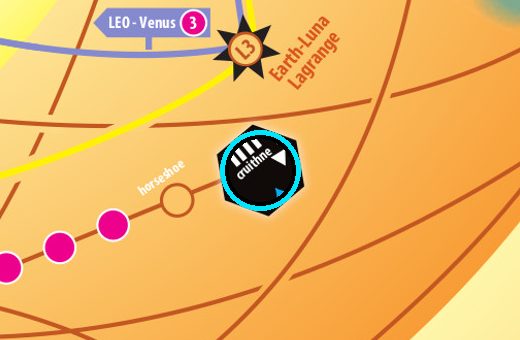 LEO - Venus 3
L3
Earth-Luna
Lagrange
cruithne
horseshoe